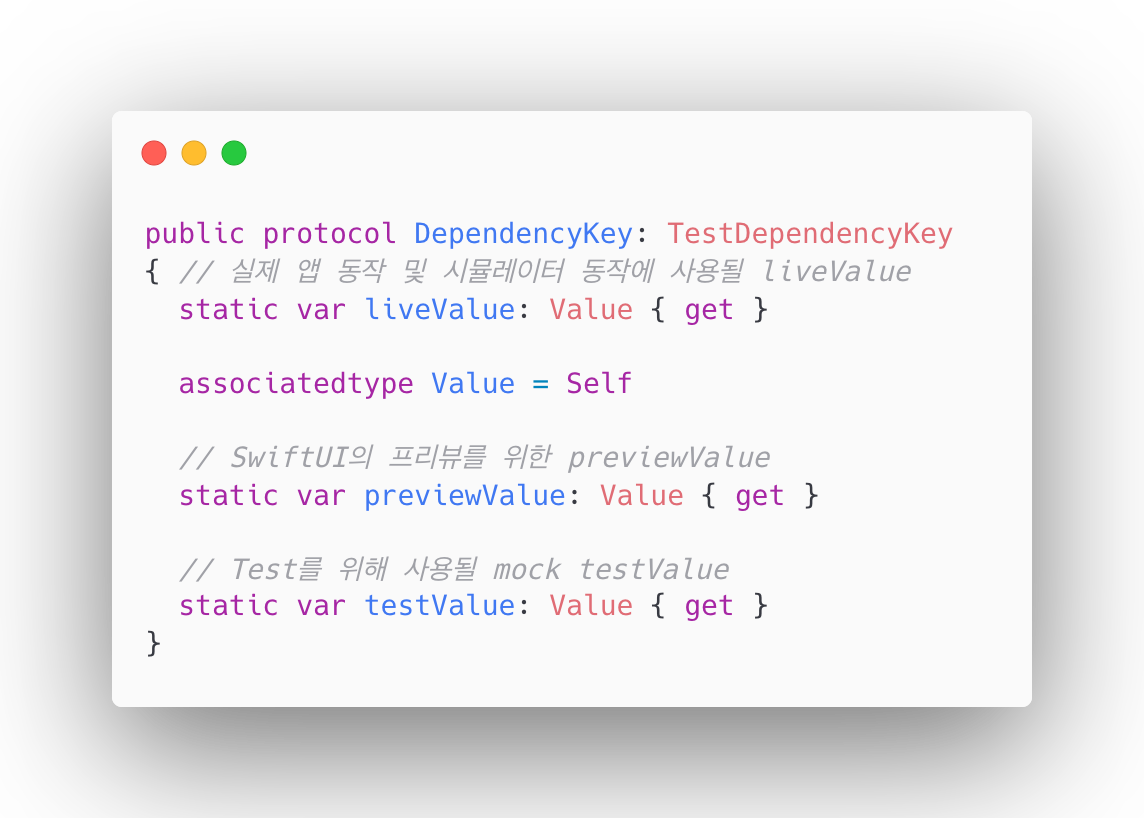 public protocol DependencyKey: TestDependencyKey
{ // 실제 앱 동작 및 시뮬레이터 동작에 사용될 liveValue
  static var liveValue: Value { get }

  associatedtype Value = Self

  // SwiftUI의 프리뷰를 위한 previewValue
  static var previewValue: Value { get }

  // Test를 위해 사용될 mock testValue
  static var testValue: Value { get }
}